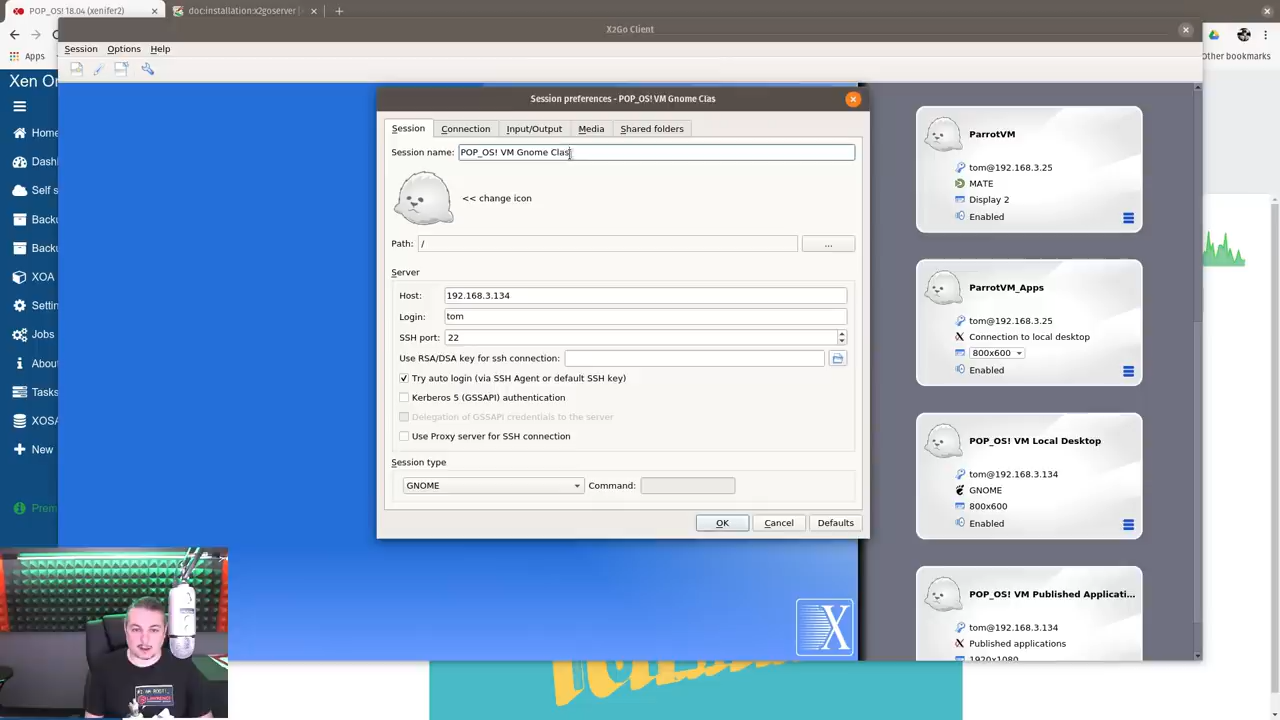 POP_OS! 18.04 (xenifer2)
doc:installation:x2goserver
X2Go Client
Session
Options
Help
Apps
Other bookmarks
Xen O
Home
Dash
Self s
Backu
Backu
XOA
Settin
Jobs
About
Tasks
XOSA
New
Prem
Session preferences - POP_OS! VM Gnome Clas
Session
Connection
Input/Output
Media
Shared folders
Session name:
POP_OS! VM Gnome Clas
<< change icon
Path:
/
...
Server
Host:
192.168.3.134
Login:
tom
SSH port:
22
Use RSA/DSA key for ssh connection:
Try auto login (via SSH Agent or default SSH key)
Kerberos 5 (GSSAPI) authentication
Delegation of GSSAPI credentials to the server
Use Proxy server for SSH connection
Session type
GNOME
Command:
OK
Cancel
Defaults
ParrotVM
tom@192.168.3.25
MATE
Display 2
Enabled
ParrotVM_Apps
tom@192.168.3.25
Connection to local desktop
800x600
Enabled
POP_OS! VM Local Desktop
tom@192.168.3.134
GNOME
800x600
Enabled
POP_OS! VM Published Applicati...
tom@192.168.3.134
Published applications
1920x1080
X
LAWRENCE